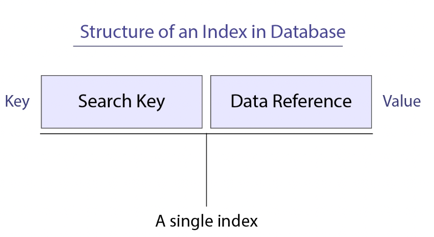 Structure of an Index in Database
Key Search Key Data Reference Value
A single index